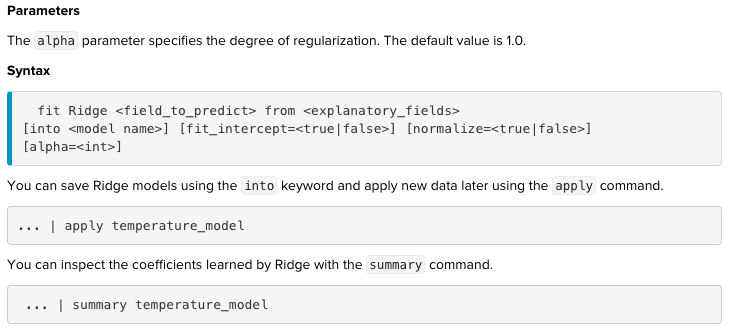 Parameters
The alpha parameter specifies the degree of regularization. The default value is 1.0.
Syntax
fit Ridge <field_to_predict> from <explanatory_fields>
[into <model name>] [fit_intercept=<true|false>] [normalize=<true|false>]
[alpha=<int>]
You can save Ridge models using the into keyword and apply new data later using the apply command.
... | apply temperature_model
You can inspect the coefficients learned by Ridge with the summary command.
... | summary temperature_model